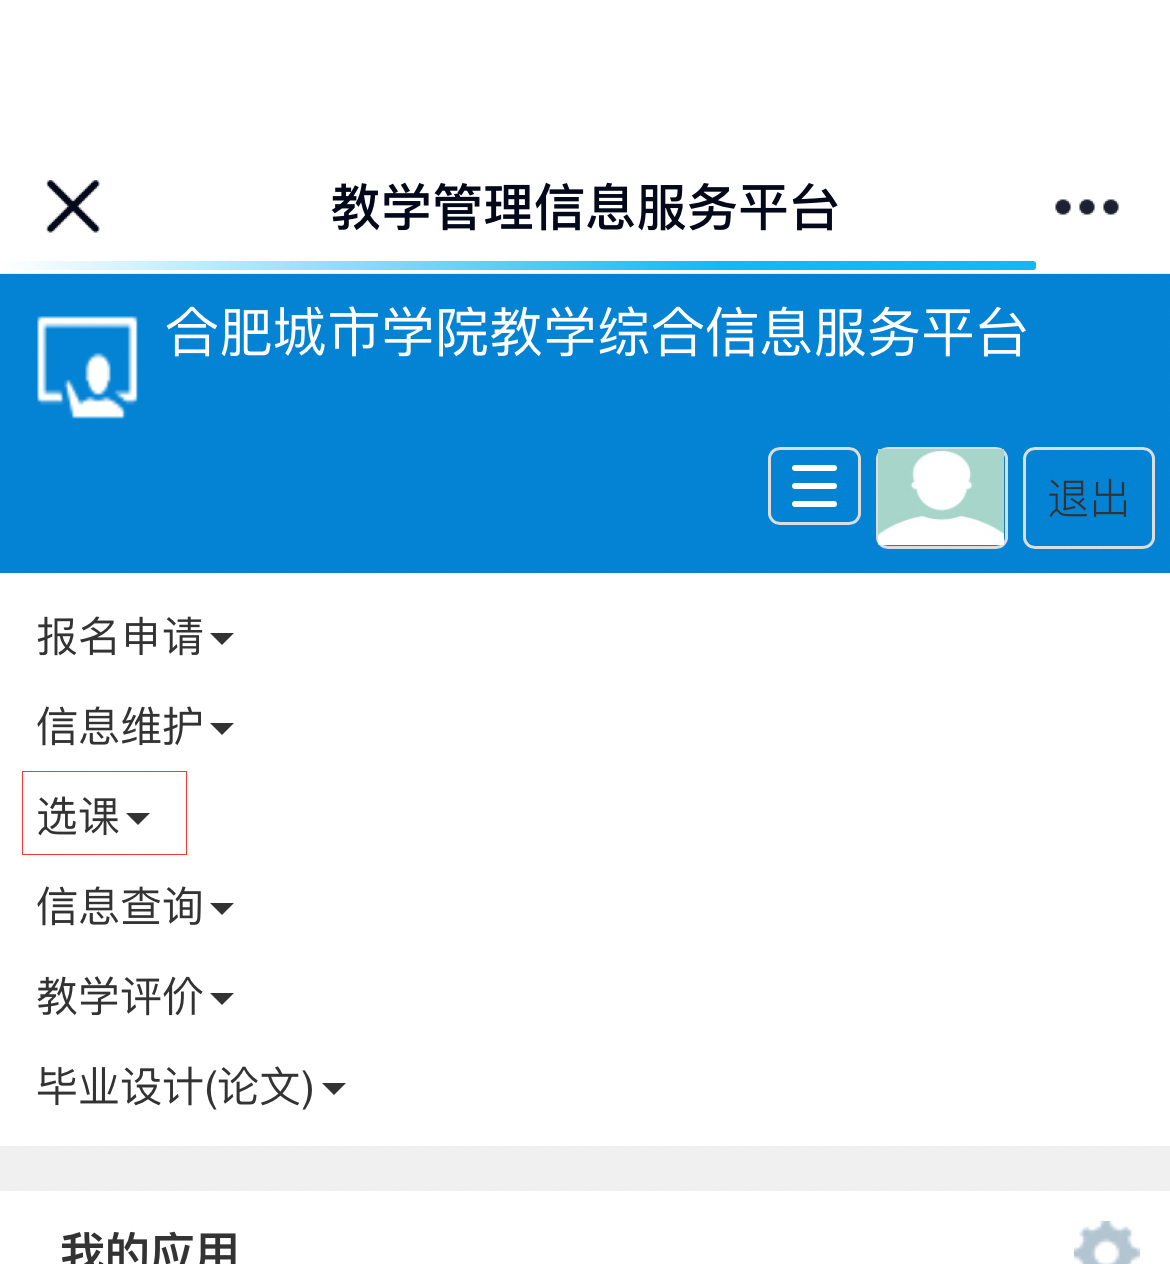 教学管理信息服务平台
合肥城市学院教学综合信息服务平台
退出
报名申请
信息维护
选课
信息查询
教学评价
毕业设计(论文)
我的应用